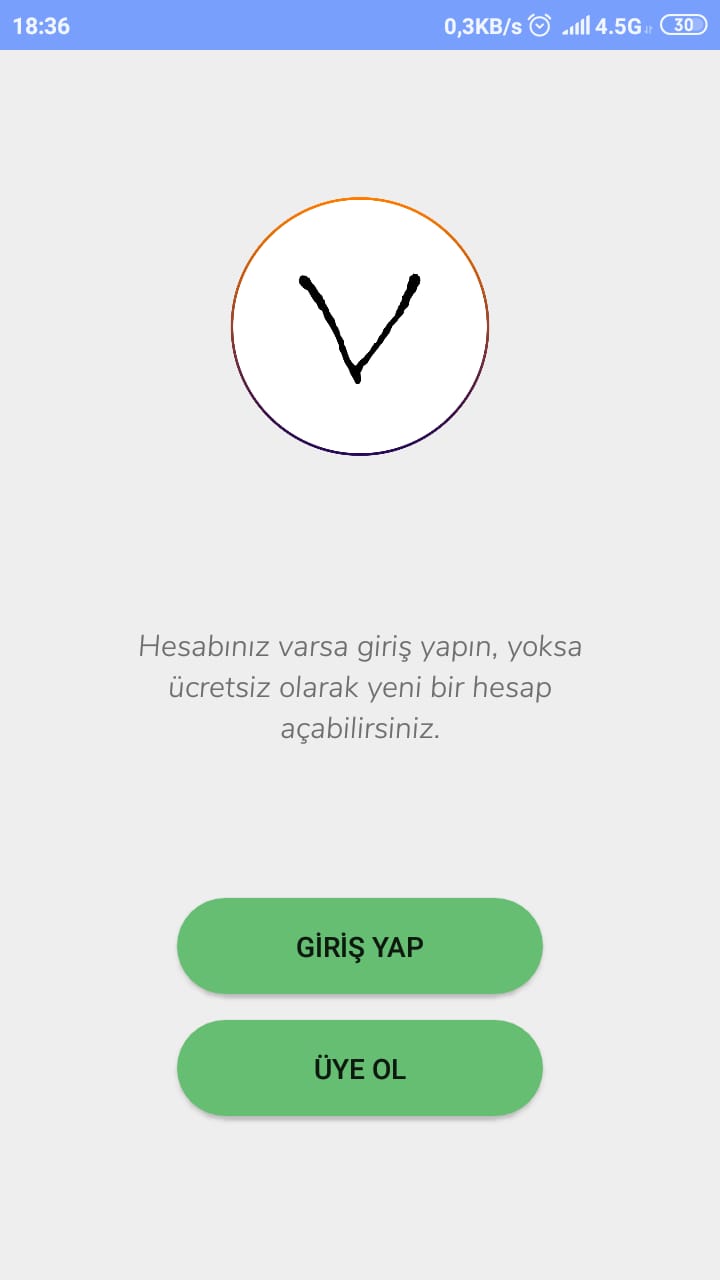 18:36 0,3KB/s 4.5G 30
V
Hesabınız varsa giriş yapın, yoksa
ücretsiz olarak yeni bir hesap
açabilirsiniz.
GİRİŞ YAP
ÜYE OL